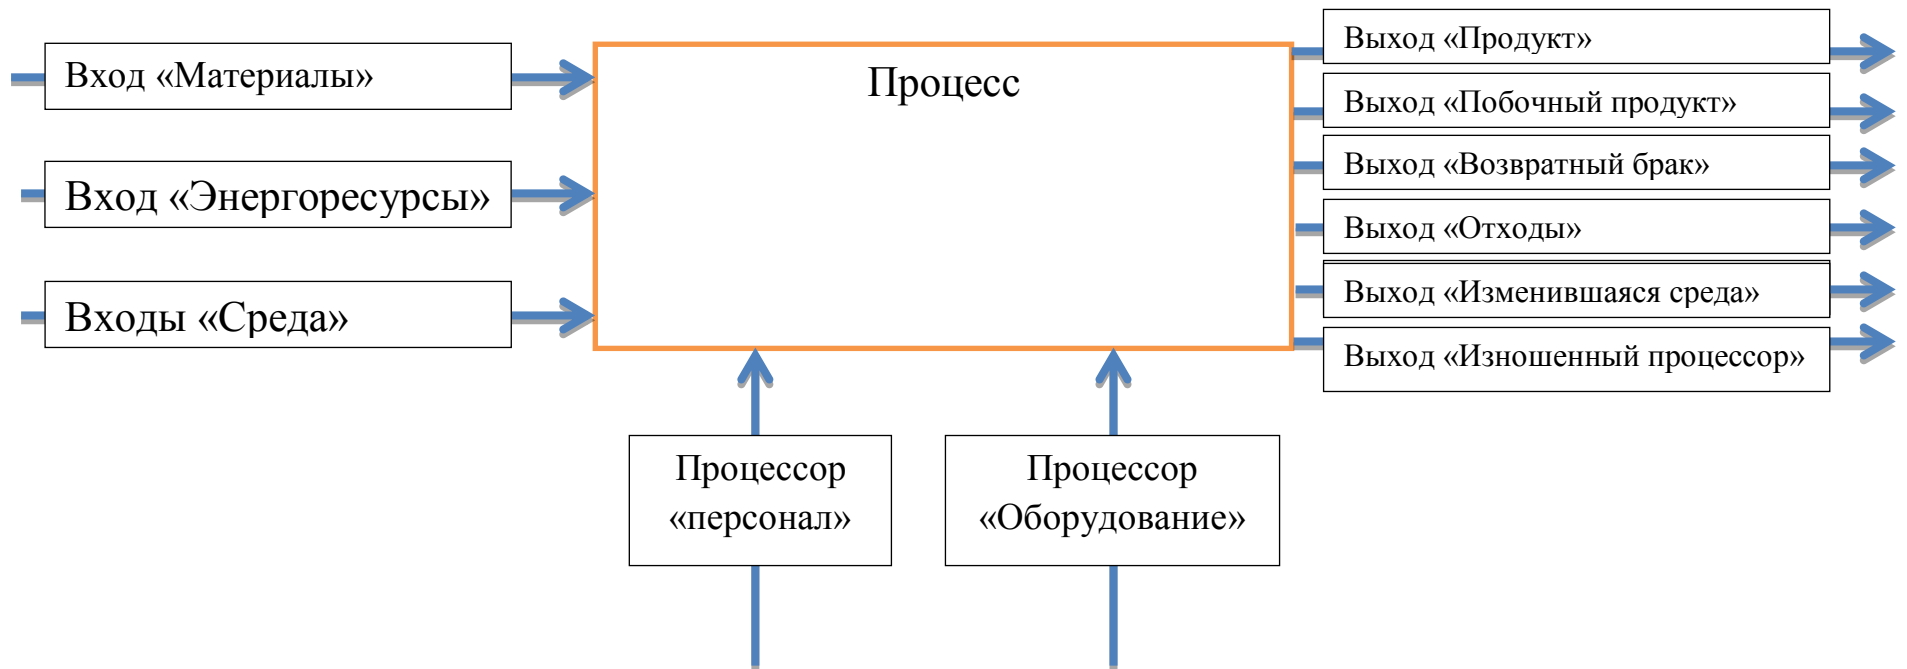 Вход «Материалы»
Вход «Энергоресурсы»
Входы «Среда»
Процесс
Выход «Продукт»
Выход «Побочный продукт»
Выход «Возвратный брак»
Выход «Отходы»
Выход «Изменившаяся среда»
Выход «Изношенный процессор»
Процессор
«персонал»
Процессор
«Оборудование»